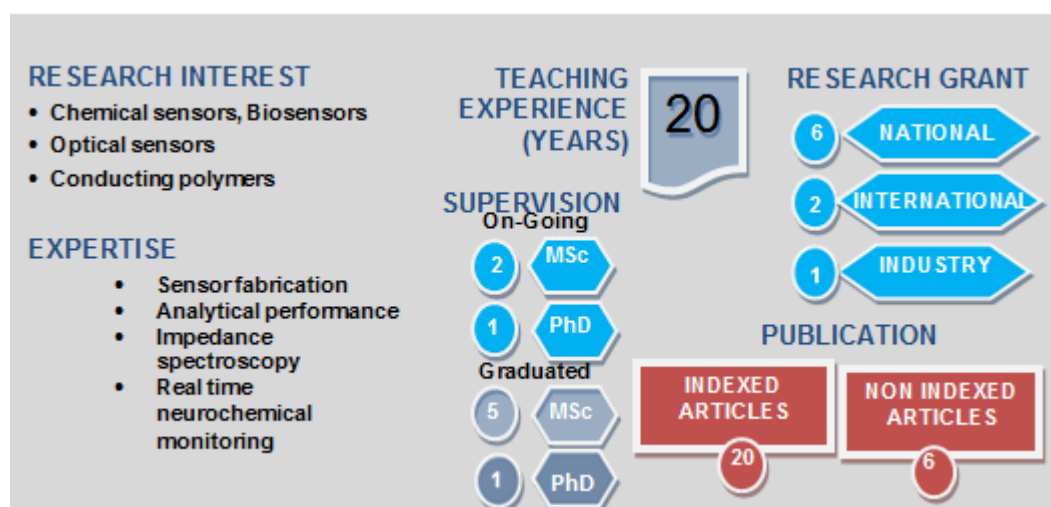 RESEARCH INTEREST
• Chemical sensors, Biosensors
• Optical sensors
• Conducting polymers
EXPERTISE
• Sensor fabrication
• Analytical performance
• Impedance
spectroscopy
• Real time
neurochemical
monitoring
TEACHING
EXPERIENCE
(YEARS)
20
SUPERVISION
On-Going
2 MSc
1 PhD
Graduated
5 MSc
1 PhD
RESEARCH GRANT
6 NATIONAL
2 INTERNATIONAL
1 INDUSTRY
PUBLICATION
INDEXED
ARTICLES
20
NON INDEXED
ARTICLES
6